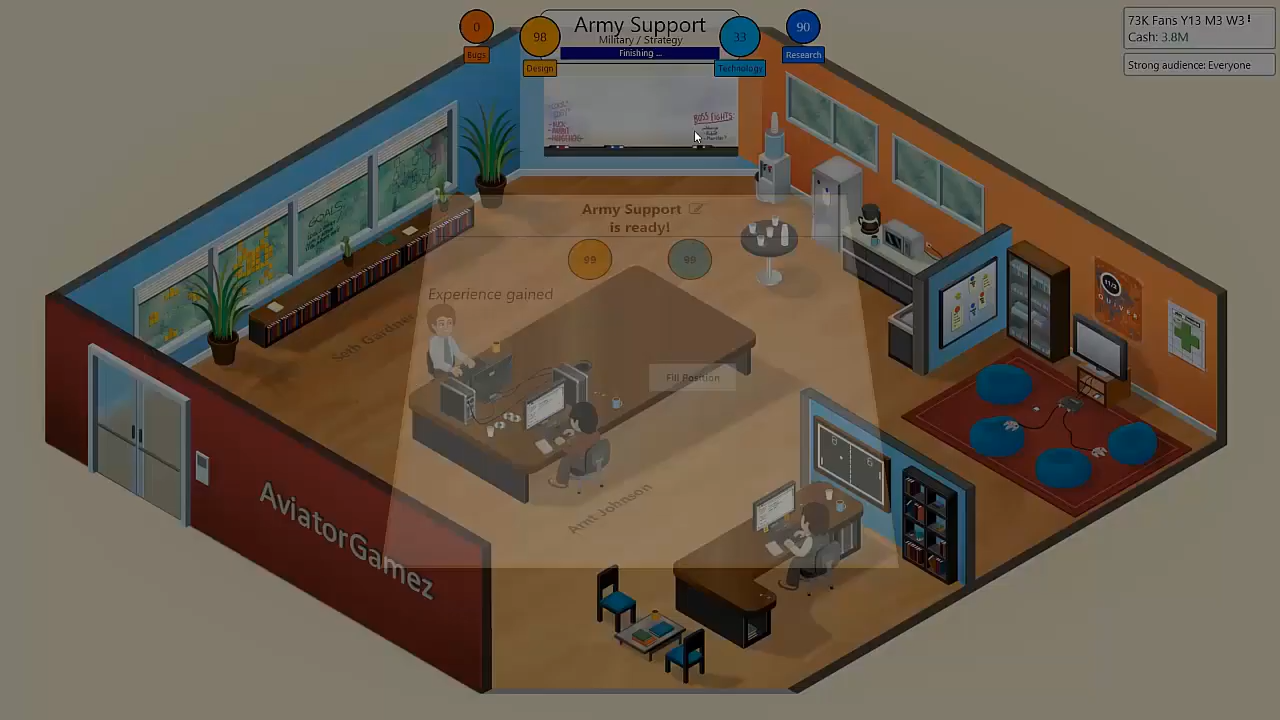 0
Bugs
98
Design
Army Support
Military / Strategy
Finishing ...
33
Technology
90
Research
73K Fans Y13 M3 W3!
Cash: 3.8M
Strong audience: Everyone
BOSS FIGHTS:
GOALS:
Army Support
is ready!
99
99
Experience gained
Seth Gardner
Fill Position
Arnt Johnson
AviatorGamez